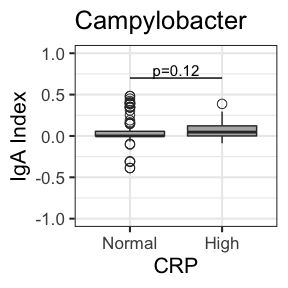 Campylobacter
IgA Index
1.0
0.5
0.0
-0.5
-1.0
p=0.12
Normal High
CRP